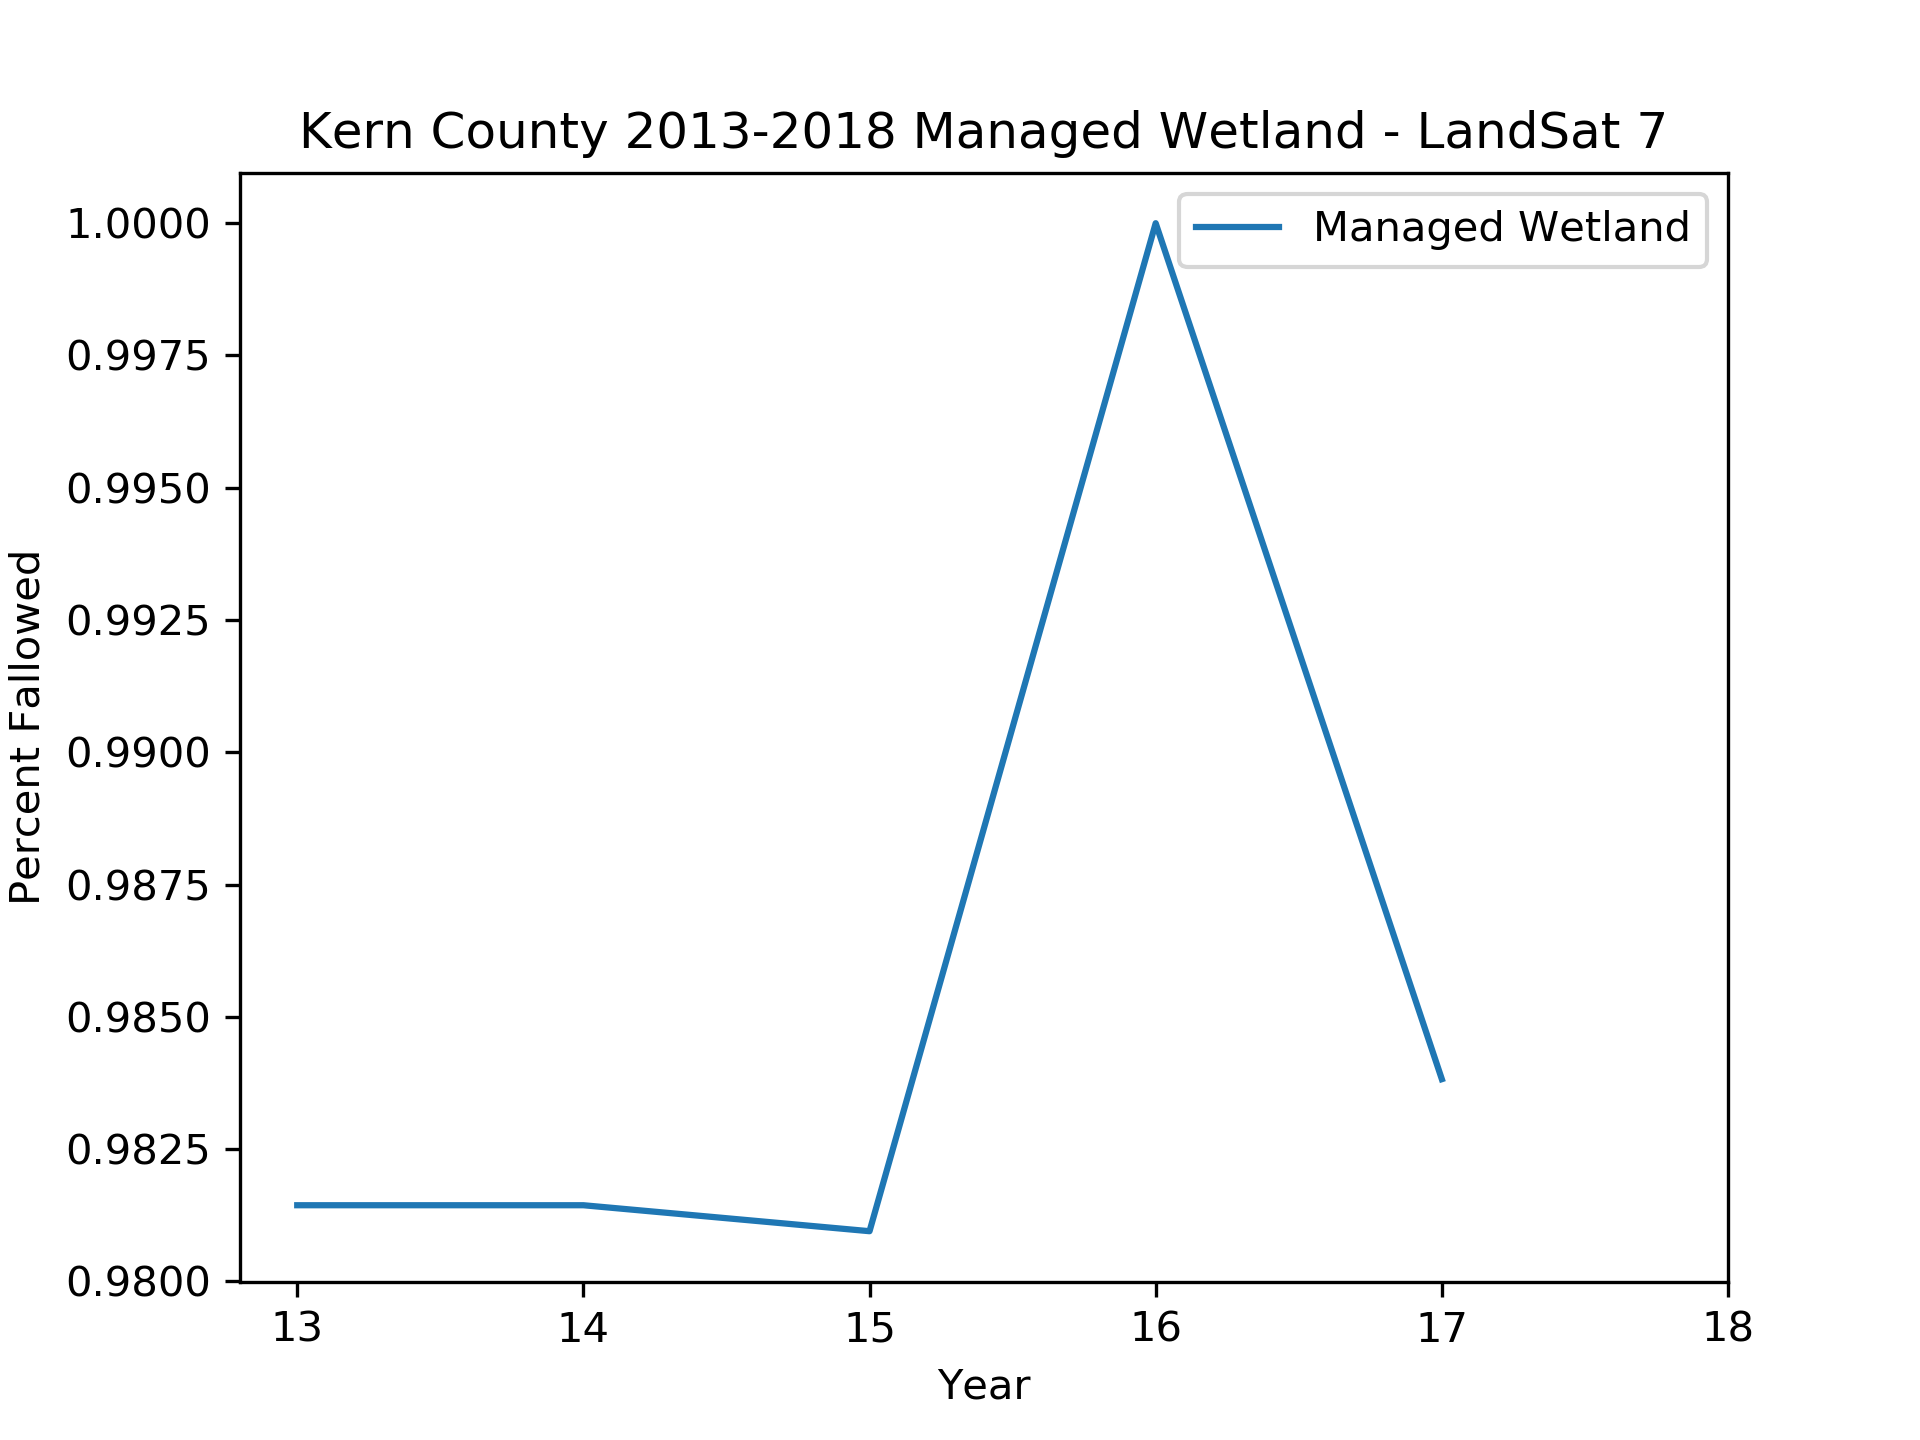 Kern County 2013-2018 Managed Wetland - LandSat 7
Managed Wetland
1.0000
0.9975
0.9950
0.9925
0.9900
0.9875
0.9850
0.9825
0.9800
Percent Fallowed
13 14 15 16 17 18
Year